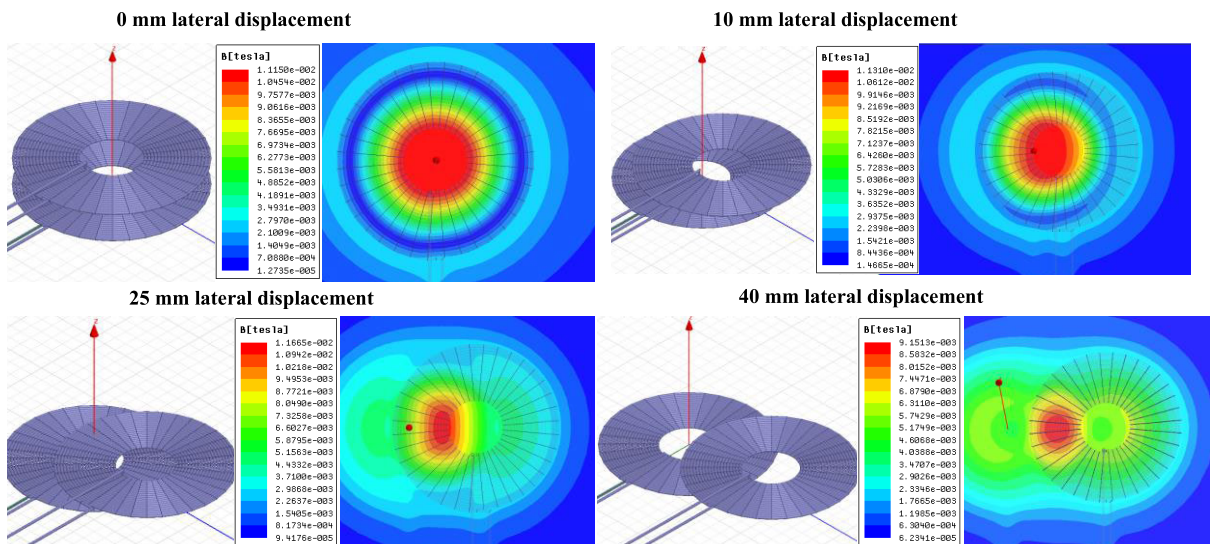 0 mm lateral displacement
10 mm lateral displacement
z
B[tesla]
1.1150e-002
1.0454e-002
9.7577e-003
9.0616e-003
8.3655e-003
7.6695e-003
6.9734e-003
6.2773e-003
5.5813e-003
4.8852e-003
4.1891e-003
3.4931e-003
2.7970e-003
2.1009e-003
1.4049e-003
7.0880e-004
1.2735e-005
z
B[tesla]
1.1310e-002
1.0612e-002
9.9146e-003
9.2169e-003
8.5192e-003
7.8215e-003
7.1237e-003
6.4260e-003
5.7283e-003
5.0306e-003
4.3329e-003
3.6352e-003
2.9375e-003
2.2398e-003
1.5421e-003
8.4436e-004
1.4665e-004
25 mm lateral displacement
40 mm lateral displacement
z
B[tesla]
1.1665e-002
1.0942e-002
1.0218e-002
9.4953e-003
8.7721e-003
8.0490e-003
7.3258e-003
6.6027e-003
5.8795e-003
5.1563e-003
4.4332e-003
3.7100e-003
2.9868e-003
2.2637e-003
1.5405e-003
8.1734e-004
9.4176e-005
z
B[tesla]
9.1513e-003
8.5832e-003
8.0152e-003
7.4471e-003
6.8790e-003
6.3110e-003
5.7429e-003
5.1749e-003
4.6068e-003
4.0388e-003
3.4707e-003
2.9026e-003
2.3346e-003
1.7665e-003
1.1985e-003
6.3040e-004
6.2341e-005